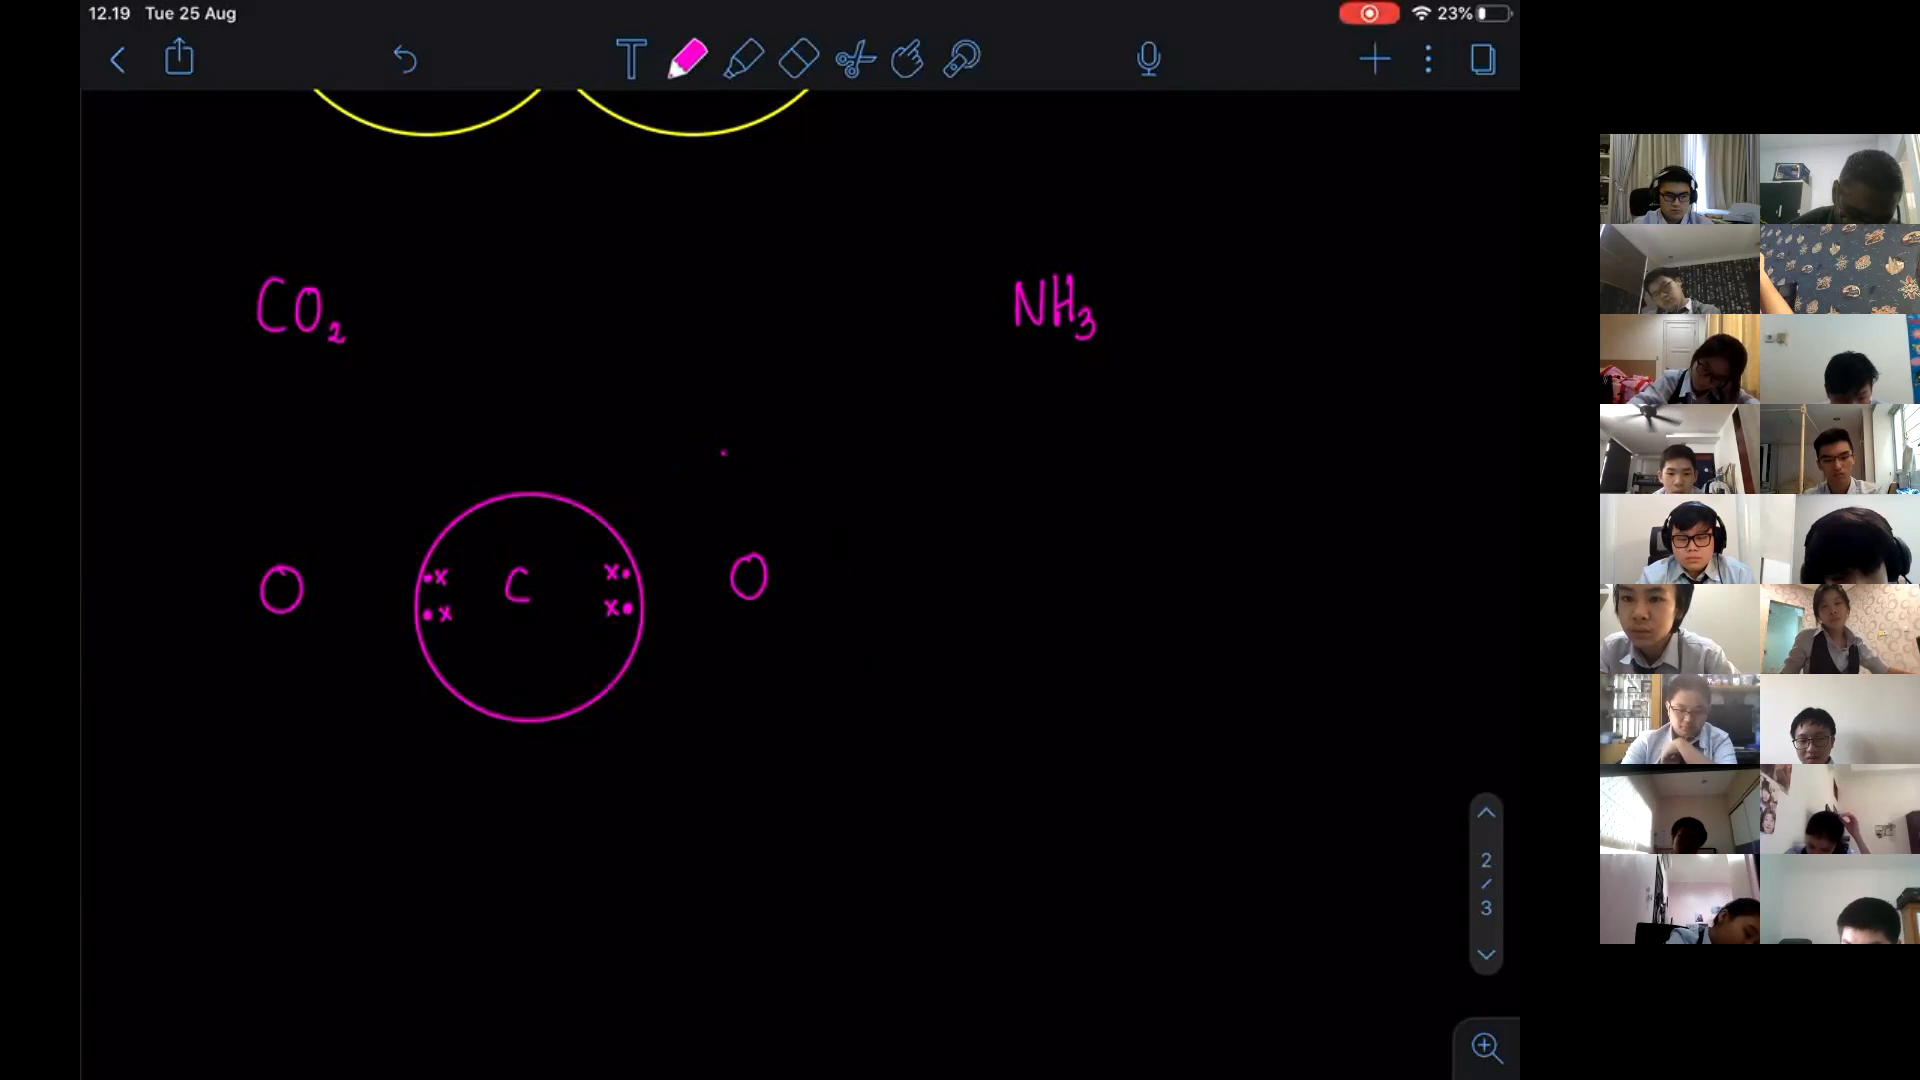 12.19 Tue 25 Aug 23%
T
CO₂ NH₃
O •x C x• O
•x x•
2
/
3